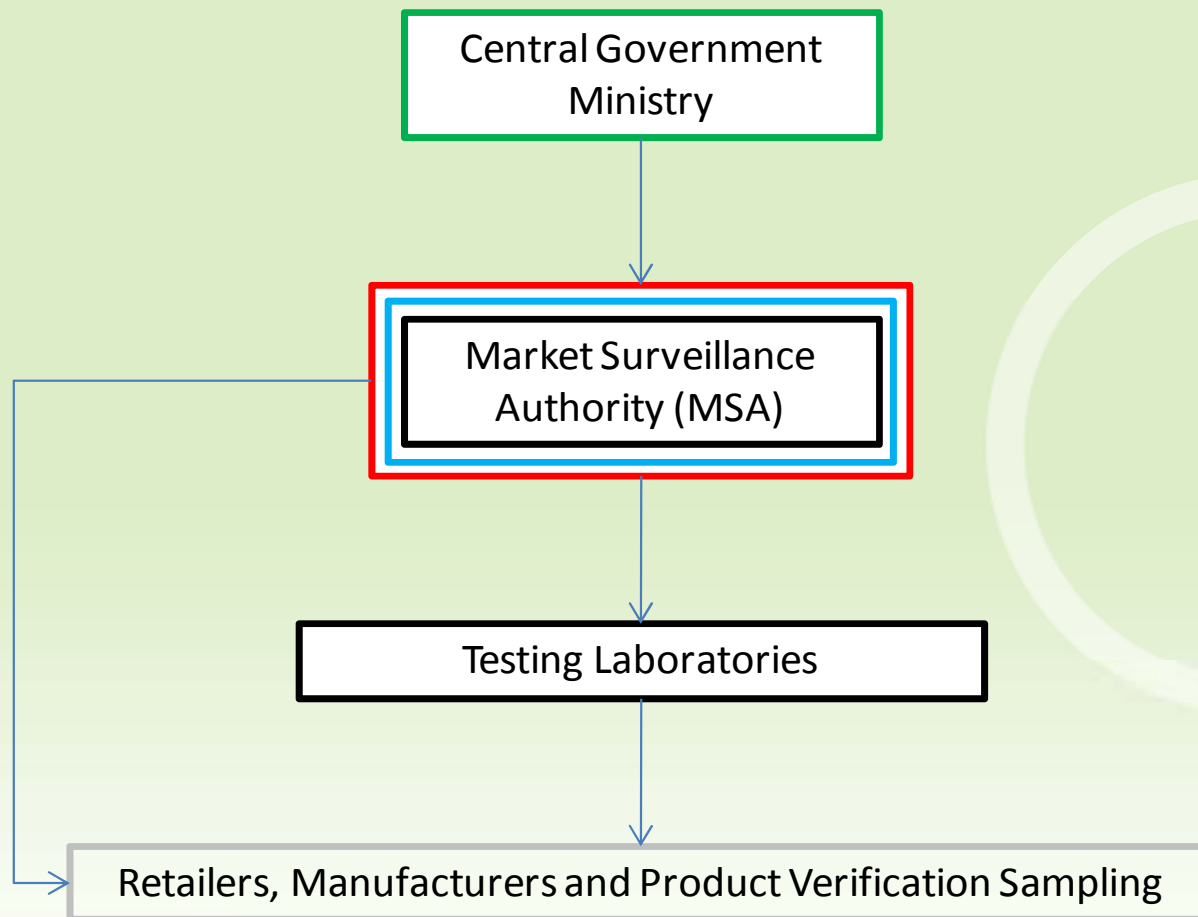 Central Government
Ministry
Market Surveillance
Authority (MSA)
Testing Laboratories
Retailers, Manufacturers and Product Verification Sampling